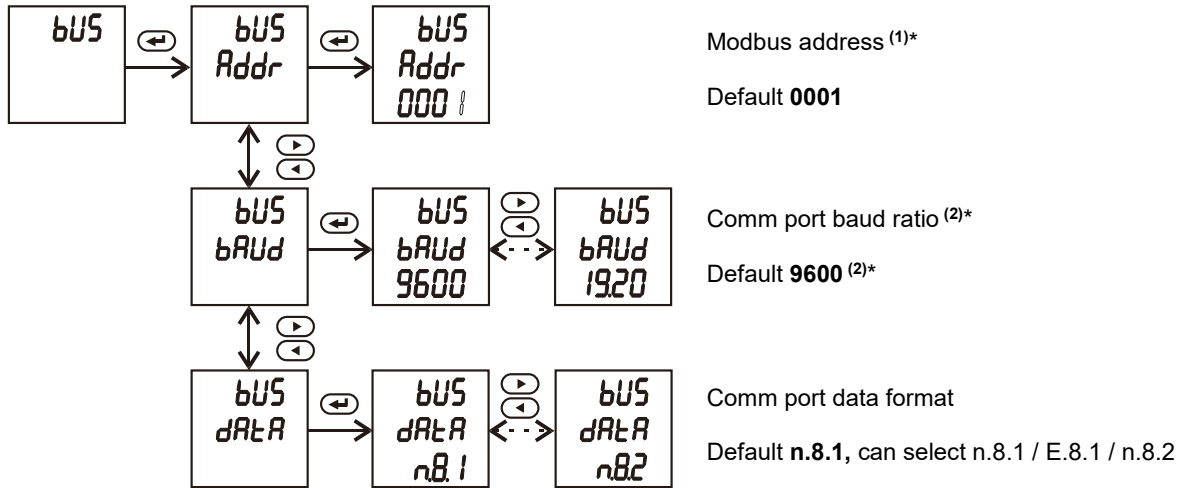 bUS
bUS
Addr
bUS
Addr
0001
Modbus address (1)*
Default 0001
bUS
bAUd
bUS
bAUd
9600
bUS
bAUd
19.20
Comm port baud ratio (2)*
Default 9600 (2)*
bUS
dAtA
bUS
dAtA
n.8.1
bUS
dAtA
n.8.2
Comm port data format
Default n.8.1, can select n.8.1 / E.8.1 / n.8.2